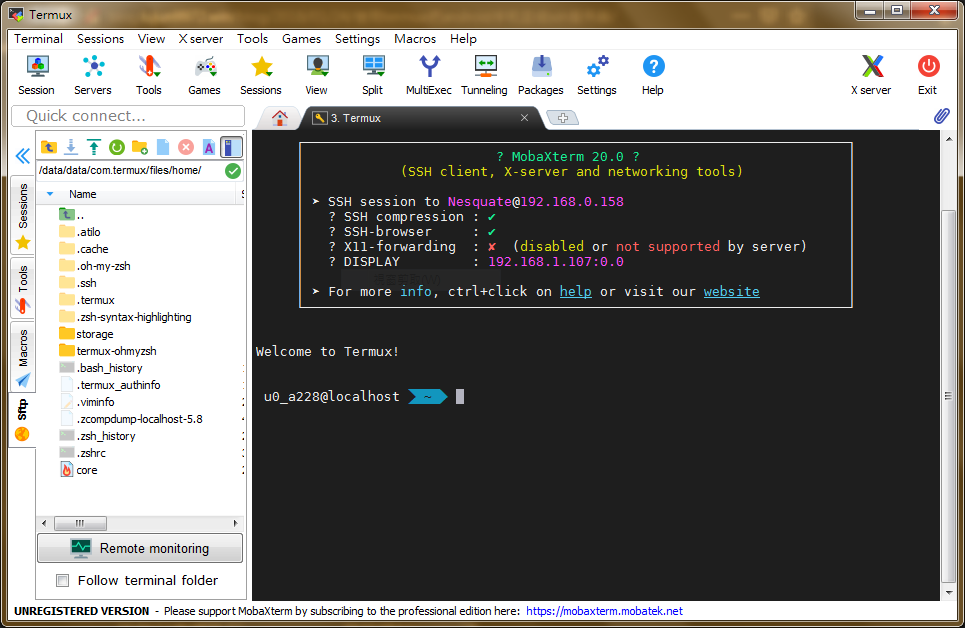 Termux
Terminal Sessions View X server Tools Games Settings Macros Help
Session Servers Tools Games Sessions View Split MultiExec Tunneling Packages Settings Help X server Exit
Quick connect...
3. Termux
/data/data/com.termux/files/home/
Name
..
.atilo
.cache
.oh-my-zsh
.ssh
.termux
.zsh-syntax-highlighting
storage
termux-ohmyzsh
.bash_history
.termux_authinfo
.viminfo
.zcompdump-localhost-5.8
.zsh_history
.zshrc
core
Sessions
Tools
Macros
Sftp
Remote monitoring
Follow terminal folder
? MobaXterm 20.0 ?
(SSH client, X-server and networking tools)
➤ SSH session to Nesquate@192.168.0.158
? SSH compression : ✔
? SSH-browser : ✔
? X11-forwarding : ✘ (disabled or not supported by server)
? DISPLAY : 192.168.1.107:0.0
➤ For more info, ctrl+click on help or visit our website
Welcome to Termux!
u0_a228@localhost ~
UNREGISTERED VERSION - Please support MobaXterm by subscribing to the professional edition here: https://mobaxterm.mobatek.net